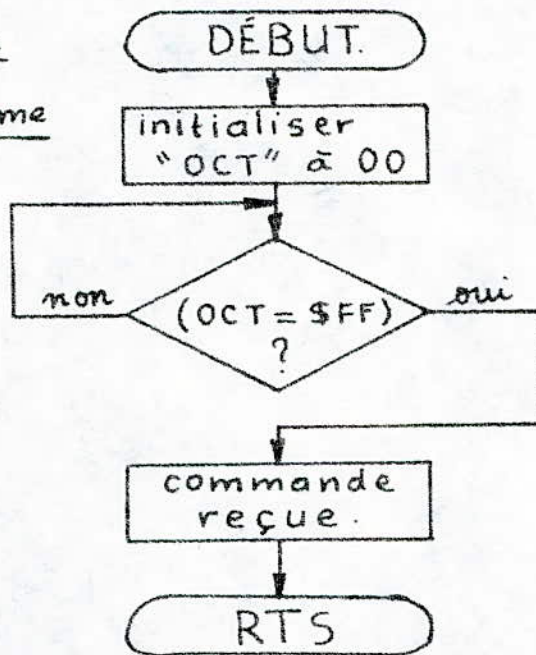 DÉBUT.
initialiser
"OCT" à 00
non
(OCT = $FF)
?
oui
commande
reçue.
RTS